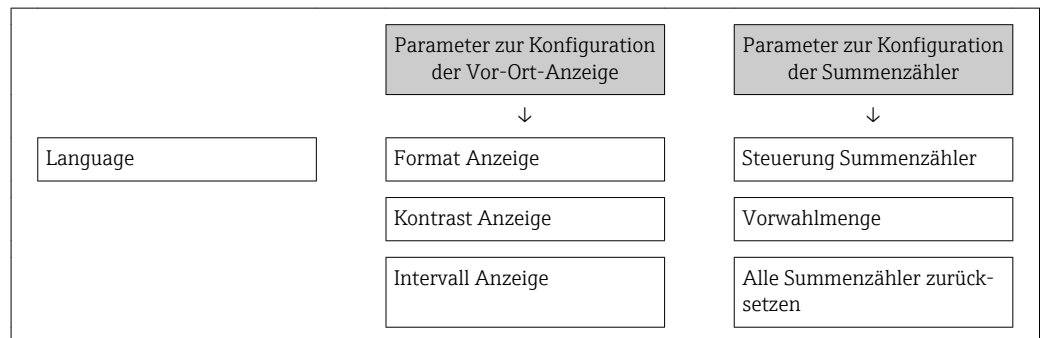 Parameter zur Konfiguration
der Vor-Ort-Anzeige
Parameter zur Konfiguration
der Summenzähler
↓
↓
Language
Format Anzeige
Steuerung Summenzähler
Kontrast Anzeige
Vorwahlmenge
Intervall Anzeige
Alle Summenzähler zurück-
setzen